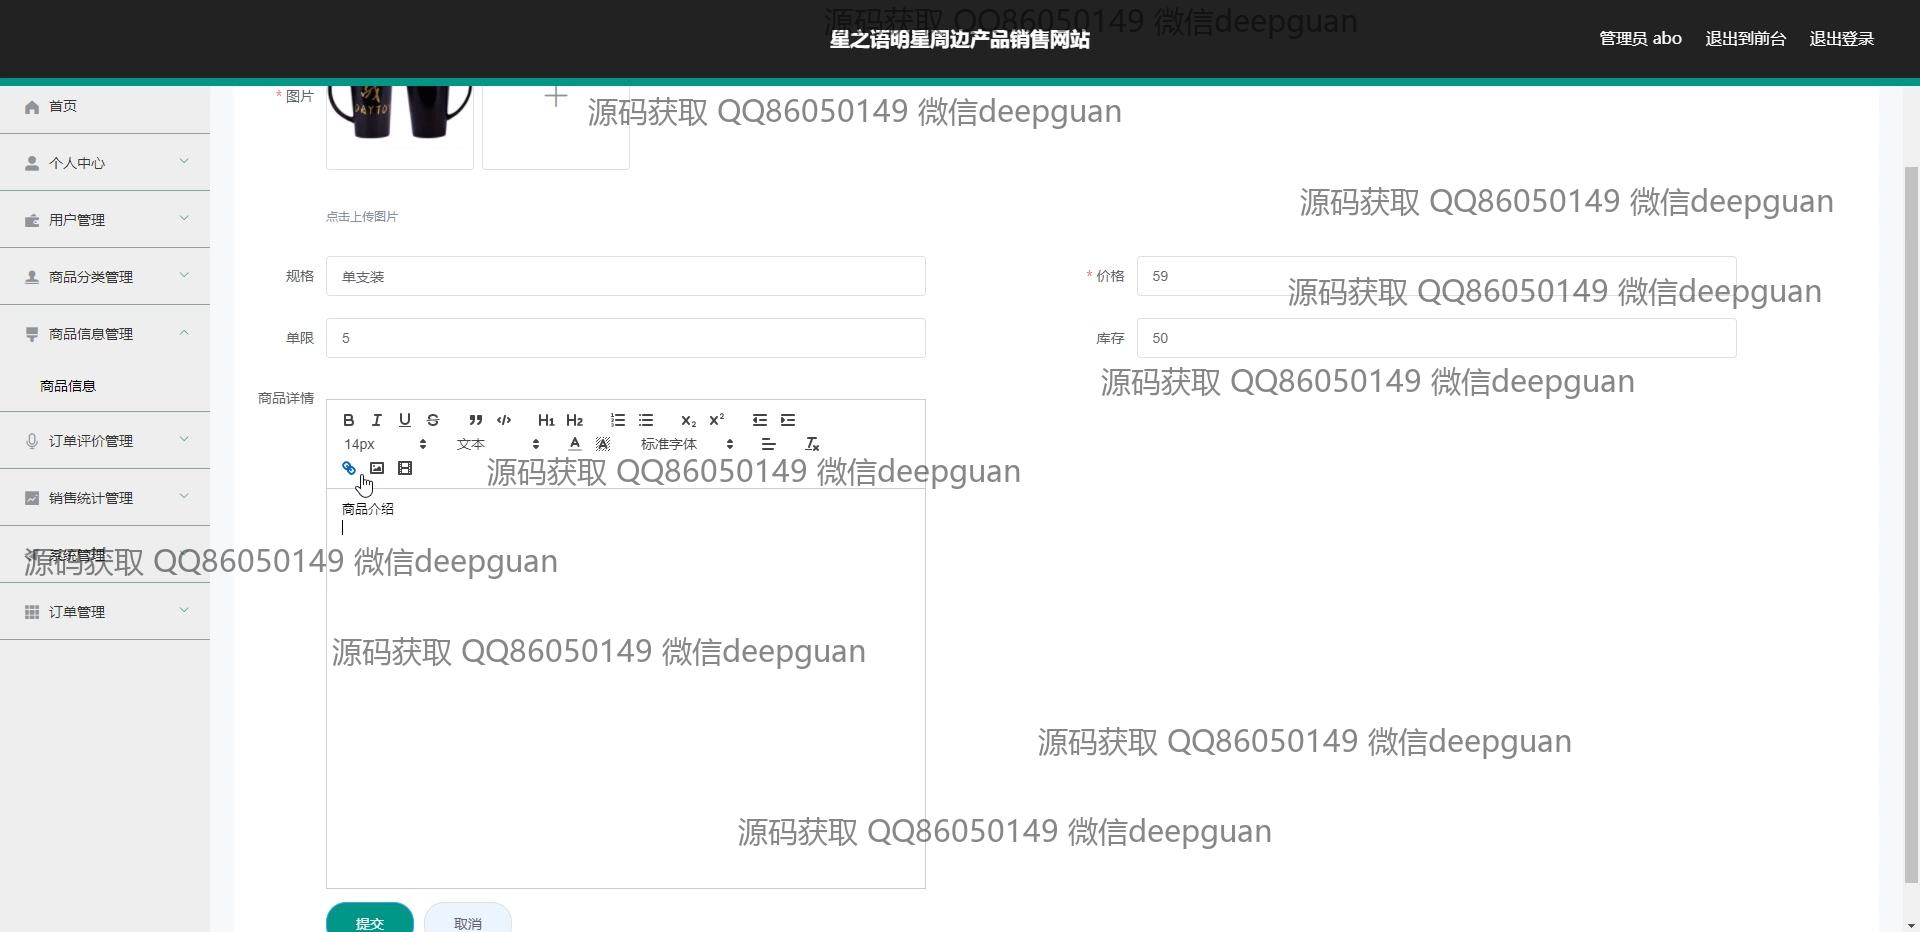 源码获取 QQ86050149 微信deepguan
星之语明星周边产品销售网站
管理员 abo 退出到前台 退出登录
首页
* 图片
DAYTO
源码获取 QQ86050149 微信deepguan
个人中心
源码获取 QQ86050149 微信deepguan
点击上传图片
用户管理
商品分类管理
规格 单支装
* 价格 59
源码获取 QQ86050149 微信deepguan
商品信息管理
单限 5
库存 50
商品信息
源码获取 QQ86050149 微信deepguan
商品详情
B I U S H1 H2 X2 X2
14px 文本 A A 标准字体
订单评价管理
源码获取 QQ86050149 微信deepguan
销售统计管理
商品介绍
系统管理
源码获取 QQ86050149 微信deepguan
订单管理
源码获取 QQ86050149 微信deepguan
源码获取 QQ86050149 微信deepguan
源码获取 QQ86050149 微信deepguan
提交 取消